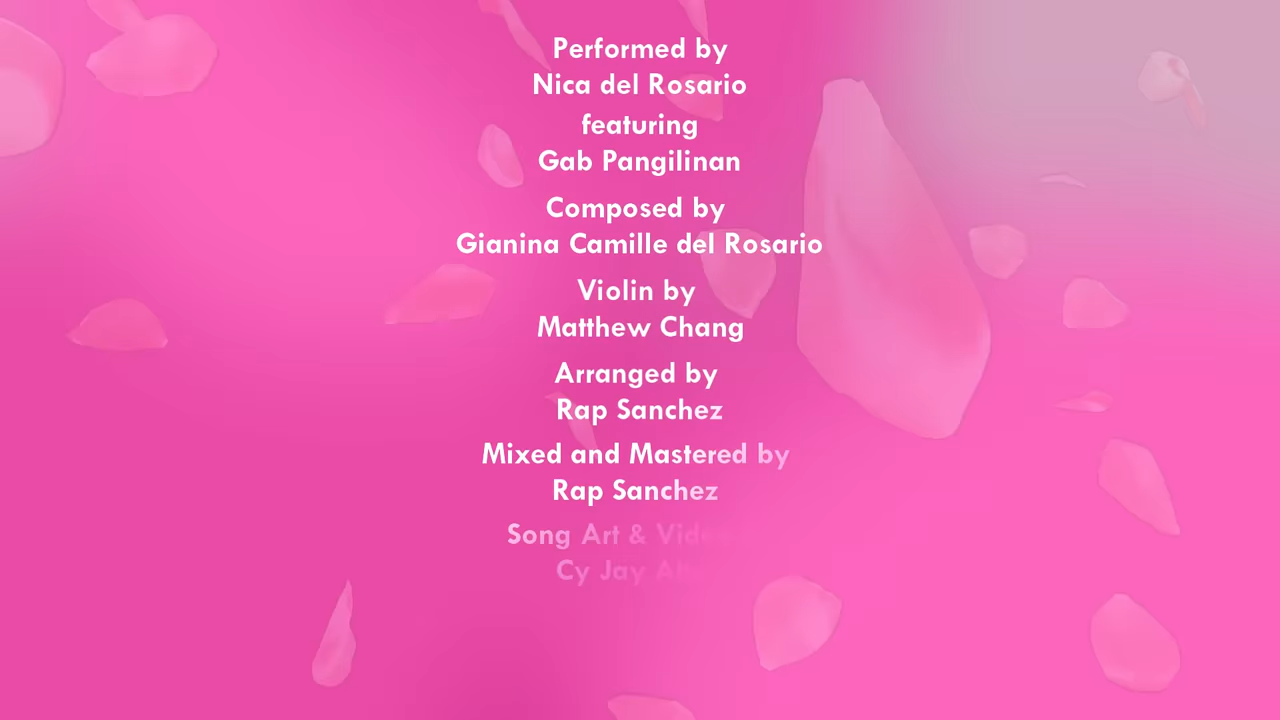 Performed by
Nica del Rosario
featuring
Gab Pangilinan
Composed by
Gianina Camille del Rosario
Violin by
Matthew Chang
Arranged by
Rap Sanchez
Mixed and Mastered by
Rap Sanchez
Song Art & Video
Cy Jay